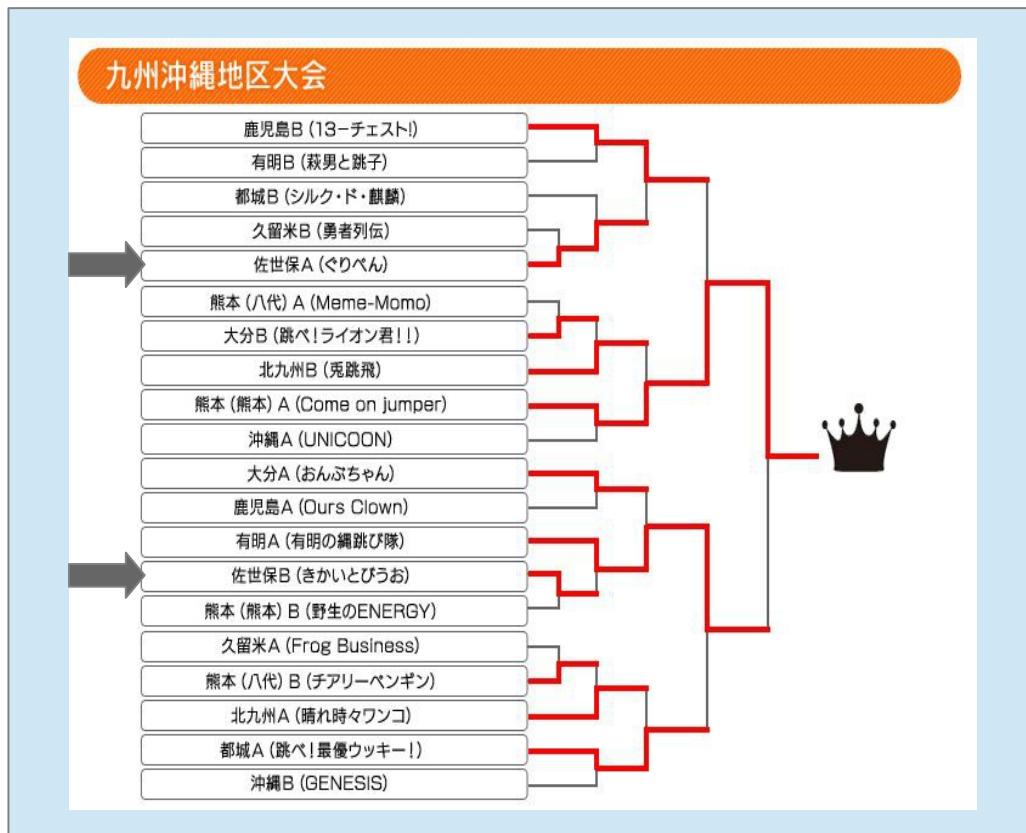 九州沖縄地区大会
鹿児島B (13-チェスト!)
有明B (萩男と跳子)
都城B (シルク・ド・麒麟)
久留米B (勇者列伝)
佐世保A (ぐりぺん)
熊本 (八代) A (Meme-Momo)
大分B (跳べ!ライオン君!!)
北九州B (兎跳飛)
熊本 (熊本) A (Come on jumper)
沖縄A (UNICOON)
大分A (おんぶちゃん)
鹿児島A (Ours Clown)
有明A (有明の縄跳び隊)
佐世保B (きかいとびうお)
熊本 (熊本) B (野生のENERGY)
久留米A (Frog Business)
熊本 (八代) B (チアリーペンギン)
北九州A (晴れ時々ワンコ)
都城A (跳べ!最優ウッキー!)
沖縄B (GENESIS)